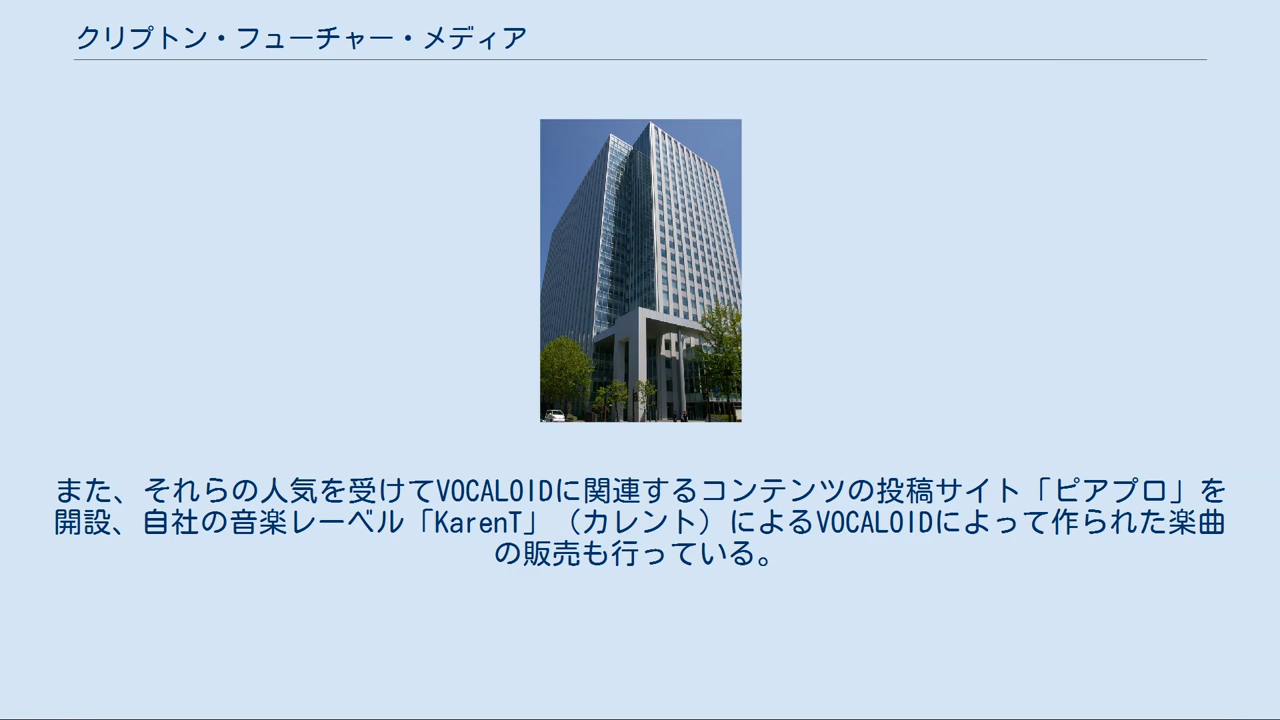 クリプトン・フューチャー・メディア
また、それらの人気を受けてVOCALOIDに関連するコンテンツの投稿サイト「ピアプロ」を
開設、自社の音楽レーベル「KarenT」（カレント）によるVOCALOIDによって作られた楽曲
の販売も行っている。